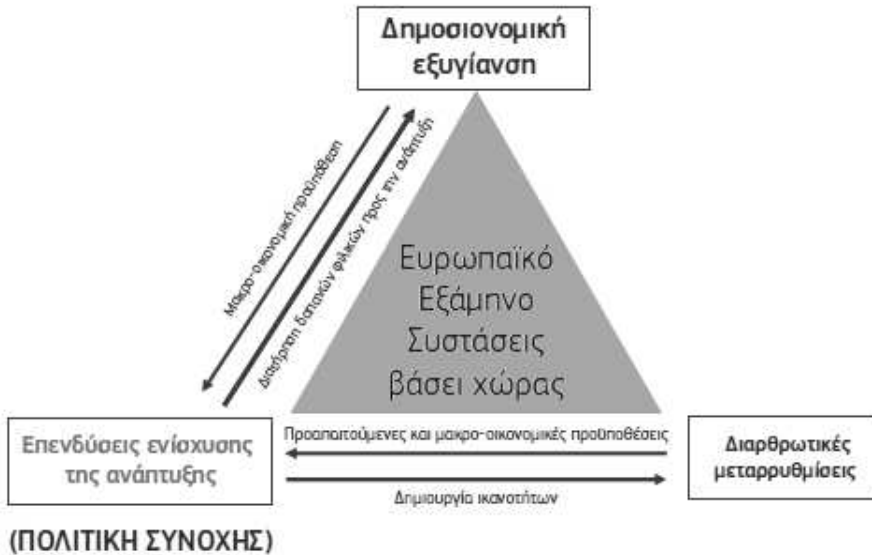 Δημοσιονομική
εξυγίανση
Μακρο-οικονομική προϋπόθεση
Διατήρηση δαπανών φιλικών προς την ανάπτυξη
Ευρωπαϊκό
Εξάμηνο
Συστάσεις
βάσει χώρας
Επενδύσεις ενίσχυσης
της ανάπτυξης
Προαπαιτούμενες και μακρο-οικονομικές προϋποθέσεις
Δημιουργία ικανοτήτων
Διαρθρωτικές
μεταρρυθμίσεις
(ΠΟΛΙΤΙΚΗ ΣΥΝΟΧΗΣ)